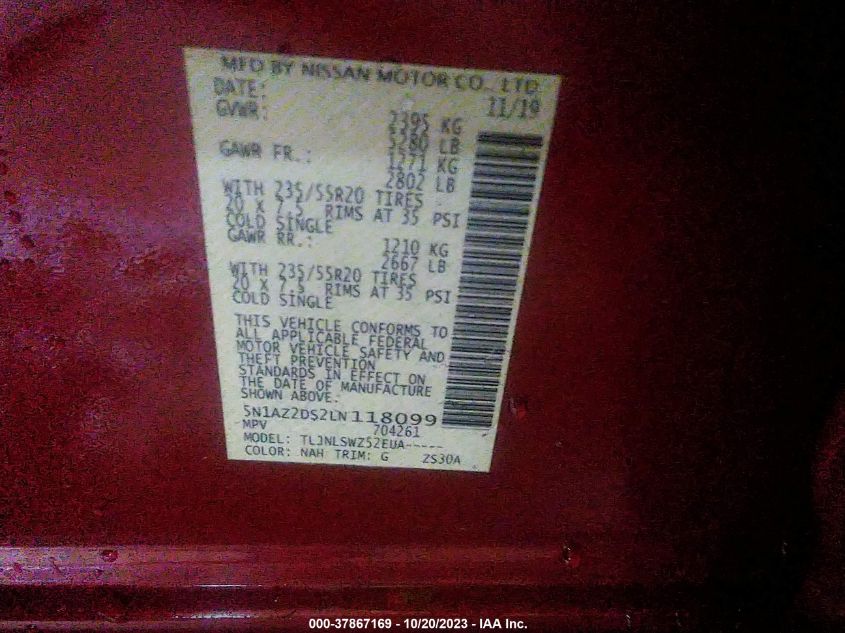 MFD BY NISSAN MOTOR CO., LTD.
DATE: 11/19
GVWR: 2395 KG
5280 LB
GAWR FR.: 1271 KG
2802 LB
WITH 235/55R20 TIRES
20 X 7.5 RIMS AT 35 PSI
COLD SINGLE
GAWR RR.: 1210 KG
2667 LB
WITH 235/55R20 TIRES
20 X 7.5 RIMS AT 35 PSI
COLD SINGLE
THIS VEHICLE CONFORMS TO
ALL APPLICABLE FEDERAL
MOTOR VEHICLE SAFETY AND
THEFT PREVENTION
STANDARDS IN EFFECT ON
THE DATE OF MANUFACTURE
SHOWN ABOVE.
5N1AZ2DS2LN118099
MPV 704261
MODEL: TLJNLSWZ52EUA-----
COLOR: NAH TRIM: G 2S30A
000-37867169 - 10/20/2023 - IAA Inc.